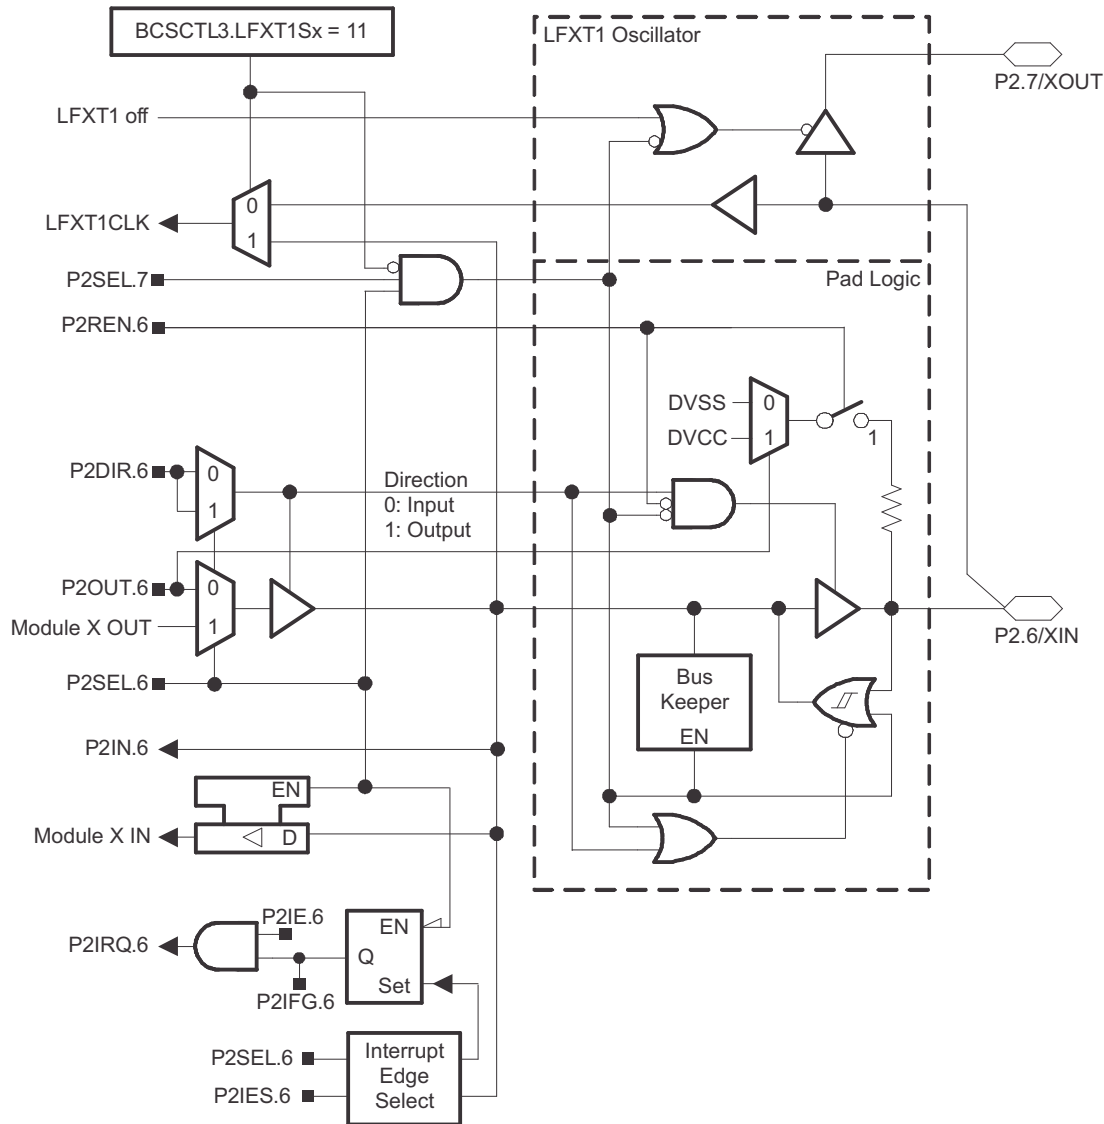 BCSCTL3.LFXT1Sx = 11
LFXT1 Oscillator
P2.7/XOUT
LFXT1 off
0
LFXT1CLK
1
P2SEL.7
Pad Logic
P2REN.6
DVSS
0
DVCC
1
1
P2DIR.6
0
1
Direction
0: Input
1: Output
P2OUT.6
0
Module X OUT
1
P2.6/XIN
P2SEL.6
Bus
Keeper
EN
P2IN.6
EN
Module X IN
D
P2IE.6
EN
P2IRQ.6
Q
Set
P2IFG.6
P2SEL.6
P2IES.6
Interrupt
Edge
Select